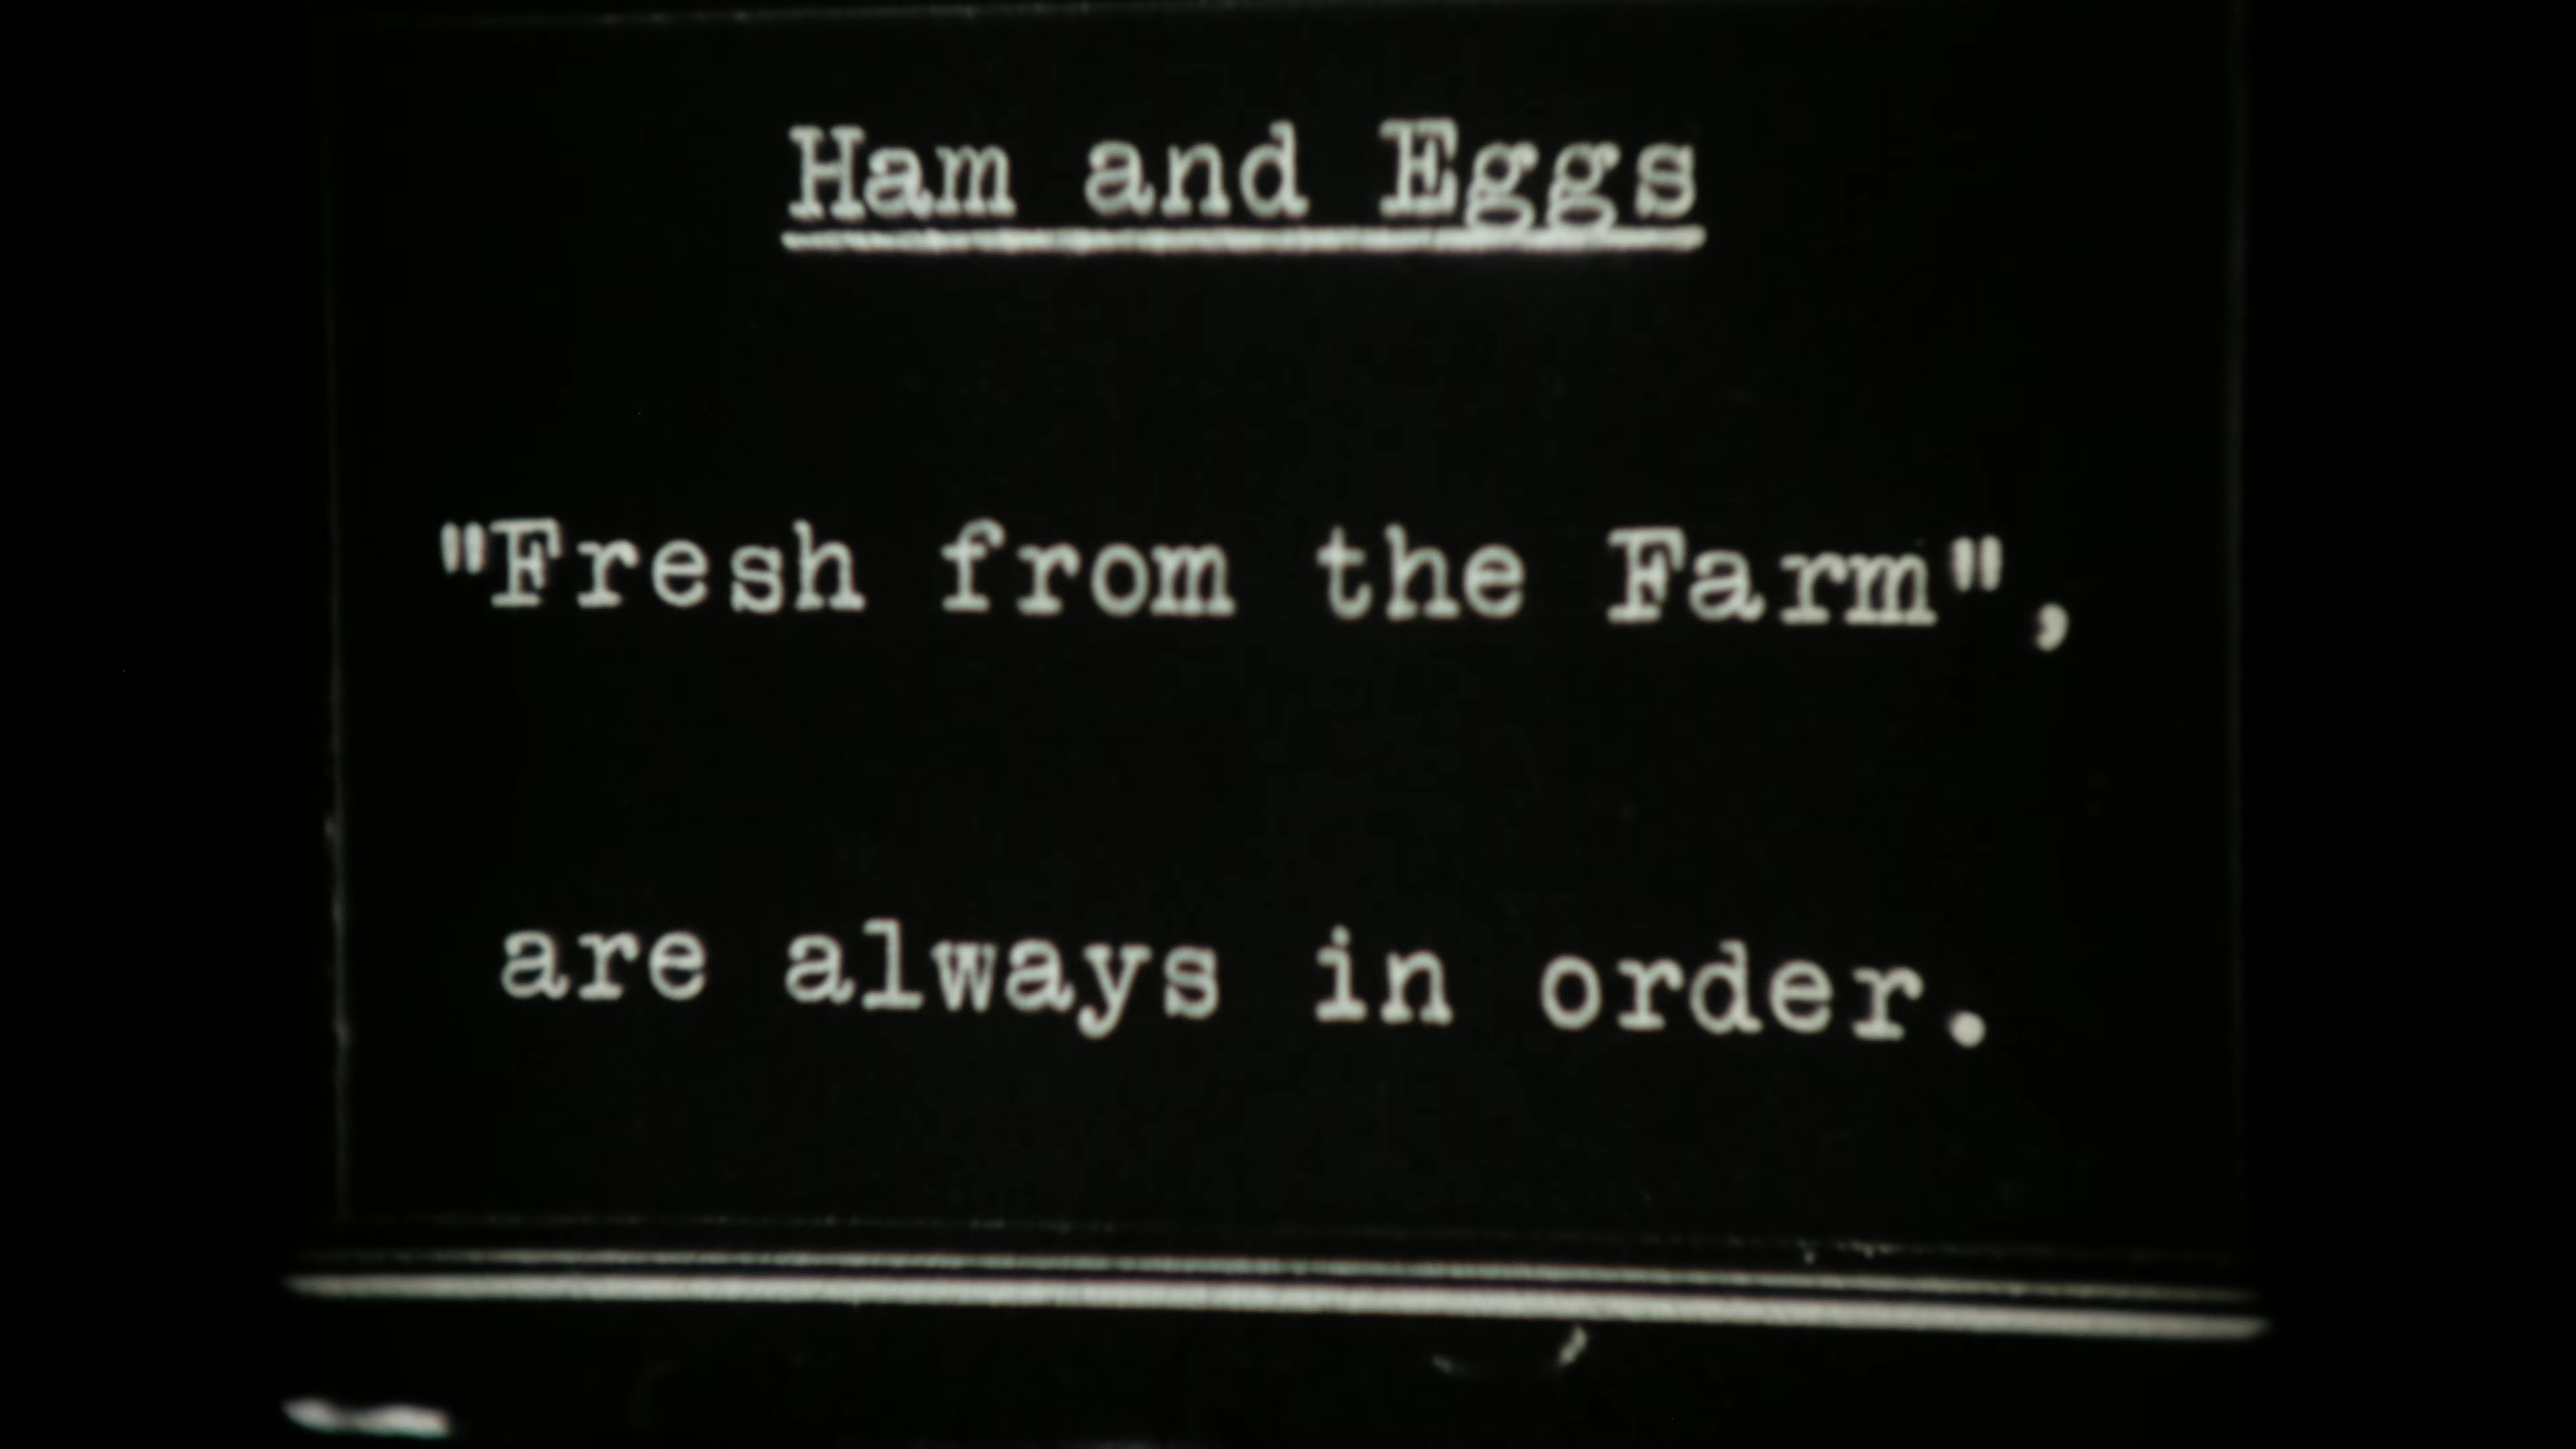 Ham and Eggs
"Fresh from the Farm",
are always in order.